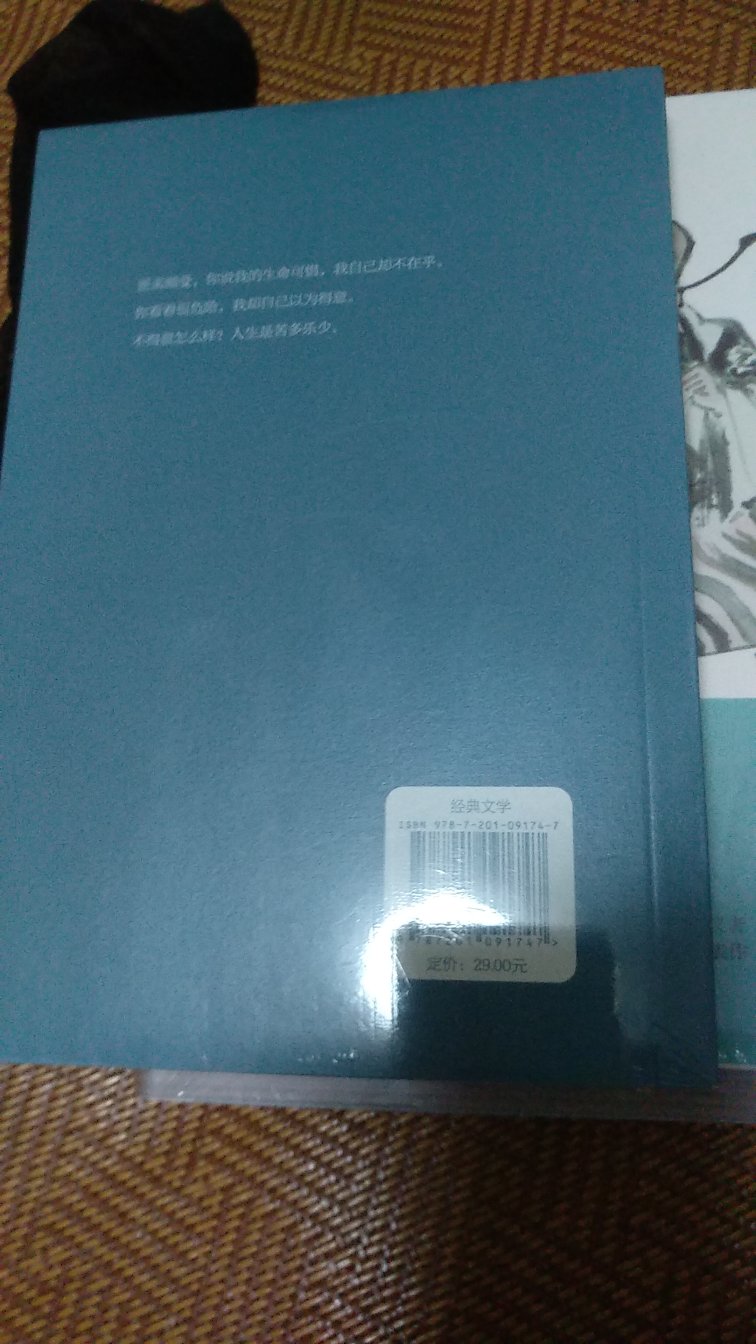 你说我的生命可惜，我自己却不在乎。
你看着很危险，我却自己以为得意。
不得意怎么样？人生是苦多乐少。
经典文学
ISBN 978-7-201-09174-7
定价：29.00元